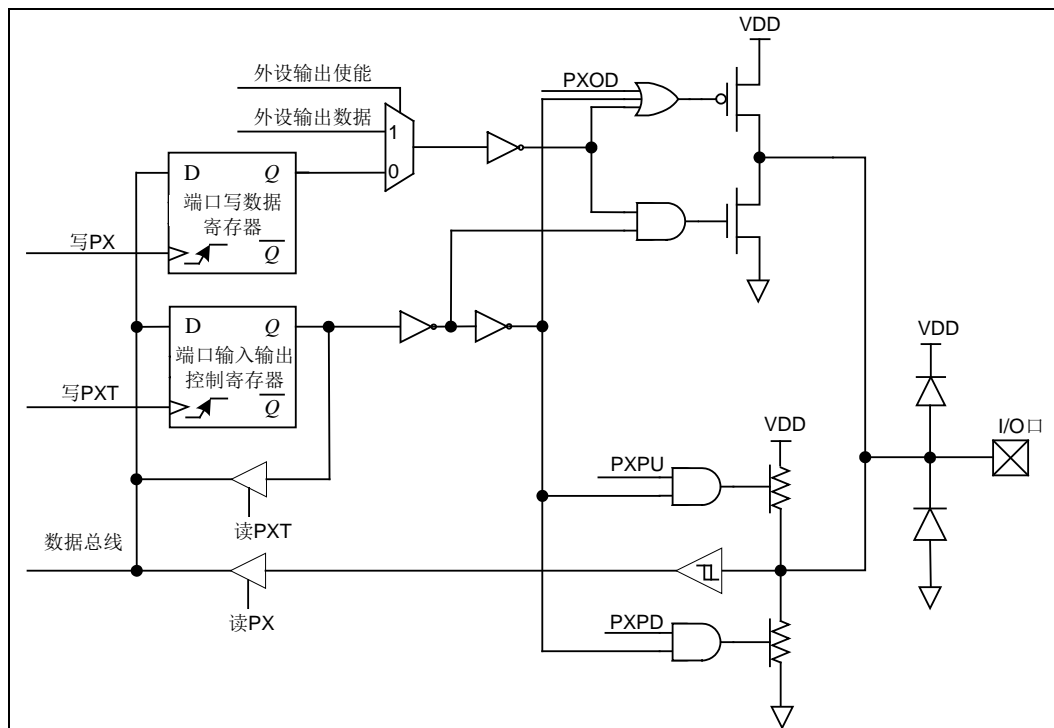 VDD
外设输出使能
PXOD
外设输出数据
1
0
D Q
端口写数据
寄存器
写PX
Q
D Q
端口输入输出
控制寄存器
写PXT
Q
VDD
VDD
I/O口
PXPU
读PXT
数据总线
读PX
PXPD